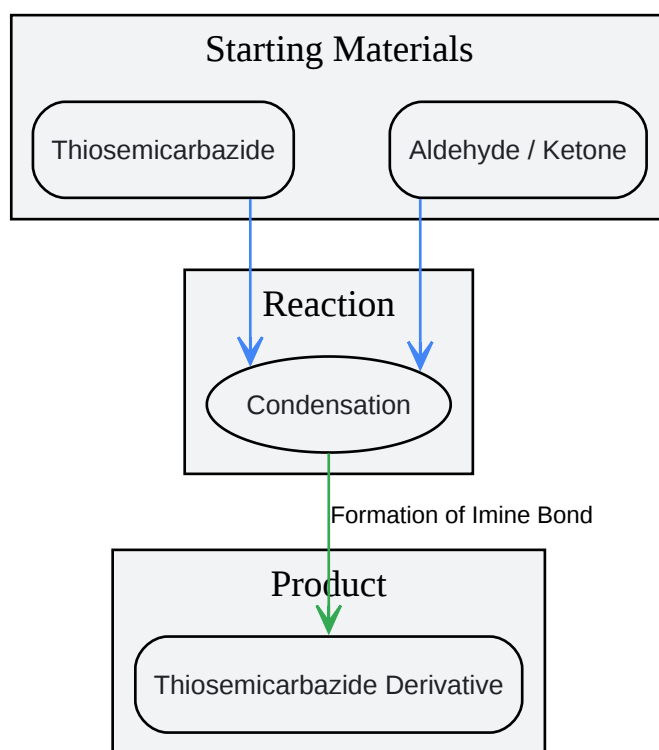 Starting Materials
Thiosemicarbazide
Aldehyde / Ketone
Reaction
Condensation
Formation of Imine Bond
Product
Thiosemicarbazide Derivative